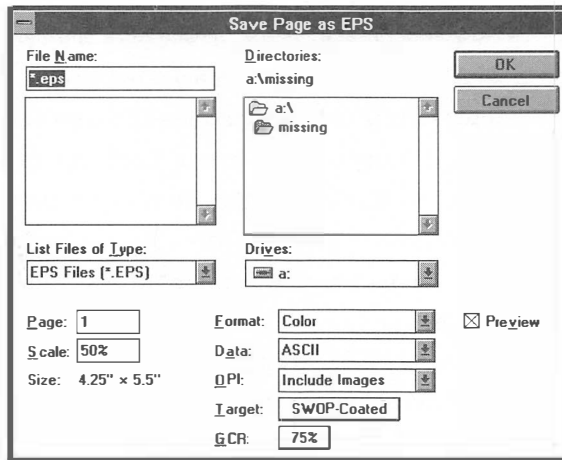 Save Page as EPS
File Name:
*.eps
Directories:
a:\missing
OK
Cancel
a:\
missing
List Files of Type:
EPS Files (*.EPS)
Drives:
a:
Page: 1
Scale: 50%
Size: 4.25" × 5.5"
Format: Color
Data: ASCII
OPI: Include Images
Target: SWOP-Coated
GCR: 75%
Preview